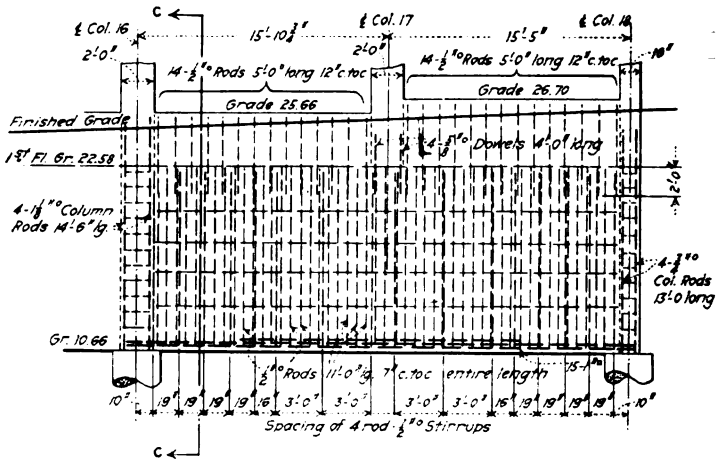 C
℄ Col. 16
℄ Col. 17
℄ Col. 18
15'-10¾"
15'-5"
2'-0"
2'-0"
18"
14-½"⌀ Rods 5'-0" long 12" c. to c.
14-½"⌀ Rods 5'-0" long 12" c. to c.
Grade 25.66
Grade 26.70
Finished Grade
4-⅝"⌀ Dowels 4'-0" long
1st Fl. Gr. 22.58
2'-0"
4-1⅛"⌀ Column
Rods 14'-6" lg.
4-¾"⌀
Col. Rods
13'-0 long
Gr. 10.66
½"⌀ Rods 11'-0" lg. 7" c. to c. entire length
10" 19" 19" 19" 19" 16" 3'-0" 3'-0" 3'-0" 3'-0" 16" 19" 19" 19" 19" 10"
Spacing of 4 rod-½"⌀ Stirrups
C